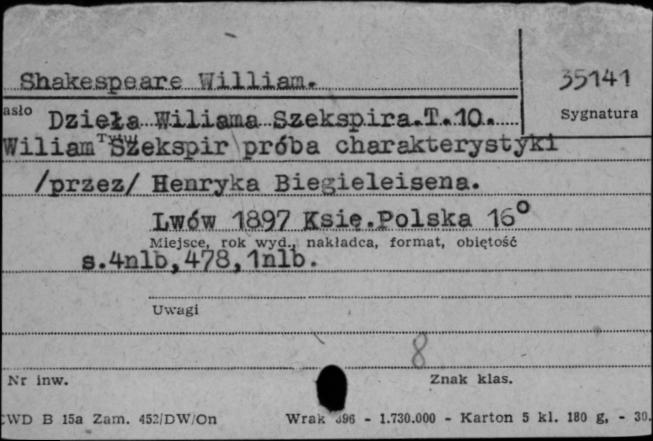 Shakespeare William.
35141
asło Dzieła Wiliama Szekspira.T.10.
Sygnatura
Wiliam Szekspir próba charakterystyki
/przez/ Henryka Biegieleisena.
Lwów 1897 Księ.Polska 16°
Miejsce, rok wyd., nakładca, format, objętość
s.4nlb,478,1nlb.
Uwagi
8
Nr inw.
Znak klas.
CWD B 15a Zam. 452/DW/On Wrak 396 - 1.730.000 - Karton 5 kl. 180 g, - 30.